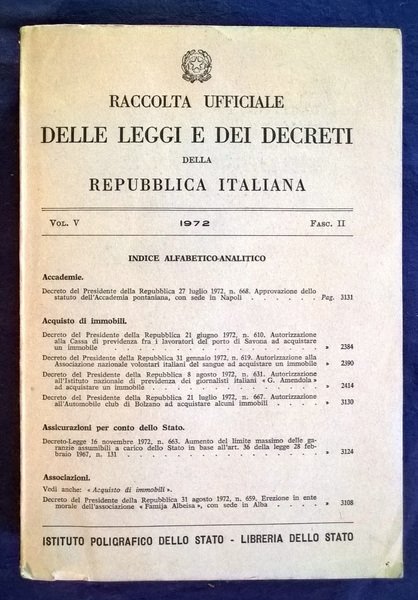 RACCOLTA UFFICIALE
DELLE LEGGI E DEI DECRETI
DELLA
REPUBBLICA ITALIANA
VOL. V 1972 FASC. II
INDICE ALFABETICO-ANALITICO
Accademie.
Decreto del Presidente della Repubblica 27 luglio 1972, n. 668. Approvazione dello
statuto dell'Accademia pontaniana, con sede in Napoli . . . . . . Pag. 3131
Acquisto di immobili.
Decreto del Presidente della Repubblica 21 giugno 1972, n. 610. Autorizzazione
alla Cassa di previdenza fra i lavoratori del porto di Savona ad acquistare
un immobile . . . . . . . . . . . . . . . . » 2384
Decreto del Presidente della Repubblica 31 gennaio 1972, n. 619. Autorizzazione alla
Associazione nazionale volontari italiani del sangue ad acquistare un immobile » 2390
Decreto del Presidente della Repubblica 8 agosto 1972, n. 631. Autorizzazione
all'Istituto nazionale di previdenza dei giornalisti italiani « G. Amendola »
ad acquistare un immobile . . . . . . . . . . . . » 2414
Decreto del Presidente della Repubblica 21 luglio 1972, n. 667. Autorizzazione
all'Automobile club di Bolzano ad acquistare alcuni immobili . . . . » 3130
Assicurazioni per conto dello Stato.
Decreto-Legge 16 novembre 1972, n. 663. Aumento del limite massimo delle ga-
ranzie assumibili a carico dello Stato in base all'art. 36 della legge 28 feb-
braio 1967, n. 131 . . . . . . . . . . . . . . » 3124
Associazioni.
Vedi anche: « Acquisto di immobili ».
Decreto del Presidente della Repubblica 31 agosto 1972, n. 659. Erezione in ente
morale dell'associazione « Famija Albeisa », con sede in Alba . . . . » 3108
ISTITUTO POLIGRAFICO DELLO STATO - LIBRERIA DELLO STATO